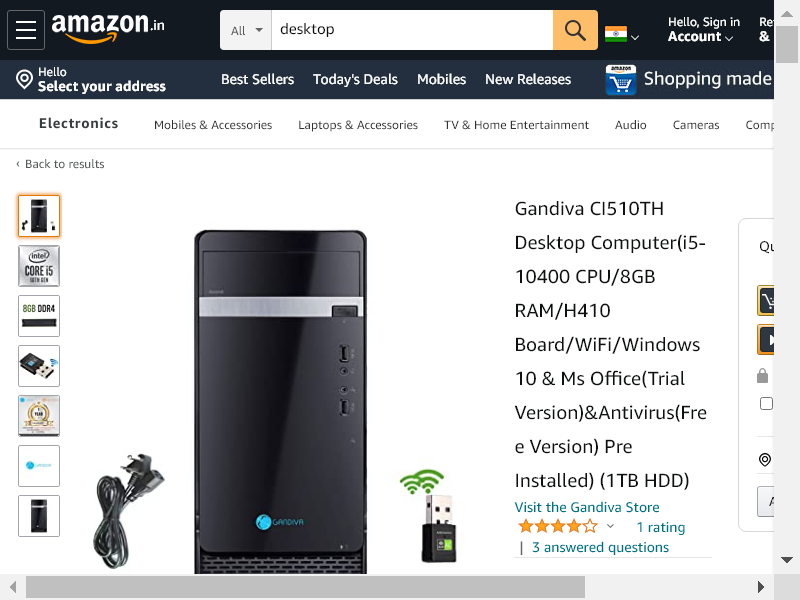 amazon.in
All
desktop
Hello, Sign in
Account
Re
&
Hello
Select your address
Best Sellers
Today's Deals
Mobiles
New Releases
amazon
Shopping made
Electronics
Mobiles & Accessories
Laptops & Accessories
TV & Home Entertainment
Audio
Cameras
Comp
‹ Back to results
intel
CORE i5
10TH GEN
8GB DDR4
GANDIVA
Gandiva CI510TH
Desktop Computer(i5-
10400 CPU/8GB
RAM/H410
Board/WiFi/Windows
10 & Ms Office(Trial
Version)&Antivirus(Fre
e Version) Pre
Installed) (1TB HDD)
Visit the Gandiva Store
1 rating
| 3 answered questions
Qu
A